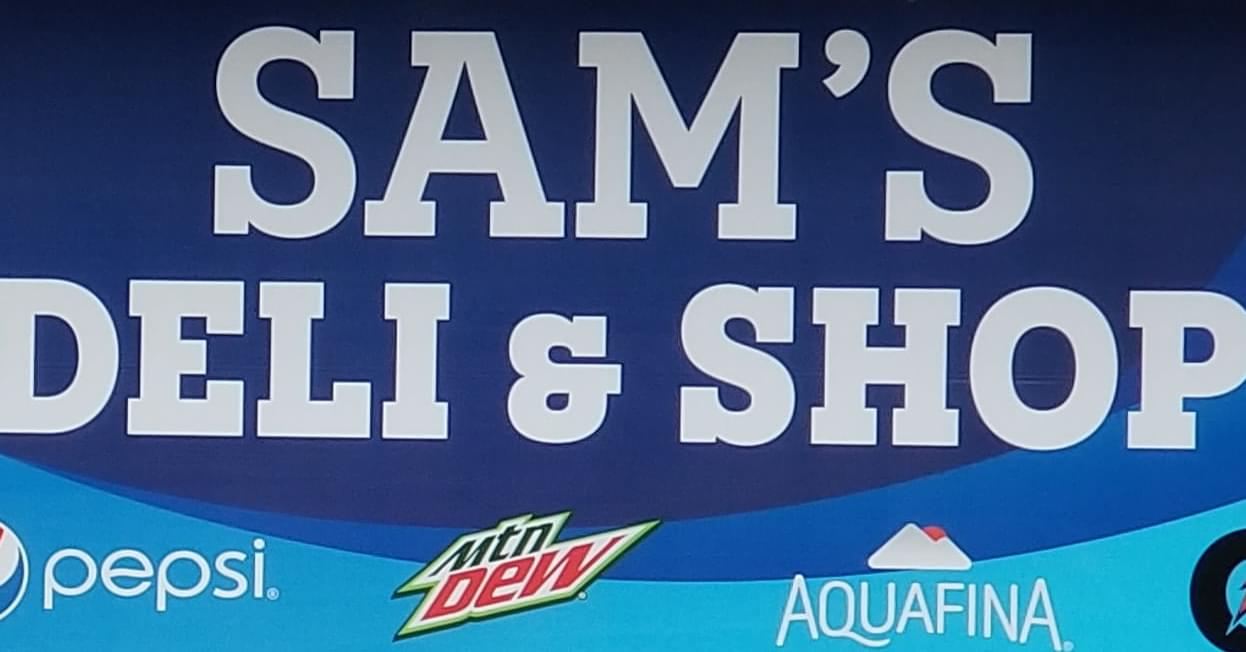 SAM'S
DELI & SHOP
pepsi®
Mtn
Dew®
AQUAFINA®